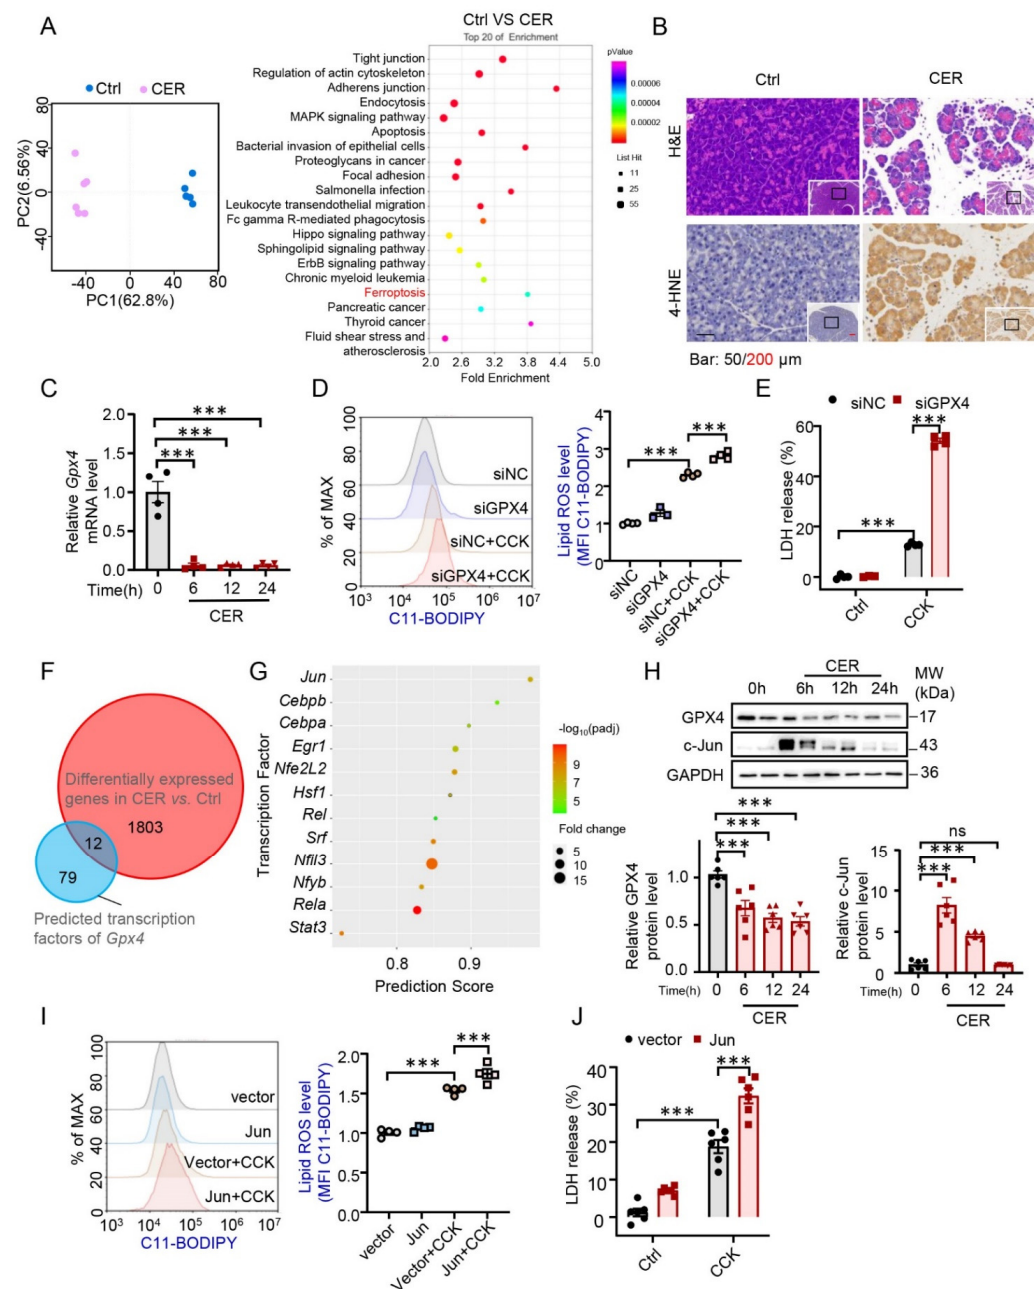 A
Ctrl VS CER
Top 20 of Enrichment
Ctrl CER
PC2(6.56%)
80
40
0
-40
-40 0 40 80
PC1(62.8%)
Tight junction
Regulation of actin cytoskeleton
Adherens junction
Endocytosis
MAPK signaling pathway
Apoptosis
Bacterial invasion of epithelial cells
Proteoglycans in cancer
Focal adhesion
Salmonella infection
Leukocyte transendothelial migration
Fc gamma R-mediated phagocytosis
Hippo signaling pathway
Sphingolipid signaling pathway
ErbB signaling pathway
Chronic myeloid leukemia
Ferroptosis
Pancreatic cancer
Thyroid cancer
Fluid shear stress and
atherosclerosis
2.0 2.6 3.2 3.8 4.4 5.0
Fold Enrichment
pValue
0.00006
0.00004
0.00002
List Hit
11
25
55
B
Ctrl CER
H&E
4-HNE
Bar: 50/200 µm
C
Relative Gpx4
mRNA level
2.0
1.5
1.0
0.5
0.0
*** 
***
***
Time(h) 0 6 12 24
CER
D
% of MAX
100
80
60
40
20
0
siNC
siGPX4
siNC+CCK
siGPX4+CCK
10³ 10⁴ 10⁵ 10⁶ 10⁷
C11-BODIPY
Lipid ROS level
(MFI C11-BODIPY)
4
3
2
1
0
*** ***
siNC siGPX4 siNC+CCK siGPX4+CCK
E
siNC siGPX4
LDH release (%)
60
40
20
0
*** ***
Ctrl CCK
F
Differentially expressed
genes in CER vs. Ctrl
1803
12
79
Predicted transcription
factors of Gpx4
G
Transcription Factor
Jun
Cebpb
Cebpa
Egr1
Nfe2L2
Hsf1
Rel
Srf
Nfil3
Nfyb
Rela
Stat3
0.8 0.9
Prediction Score
-log10(padj)
9
7
5
Fold change
5
10
15
H
CER
0h 6h 12h 24h
MW
(kDa)
GPX4 17
c-Jun 43
GAPDH 36
Relative GPX4
protein level
1.5
1.0
0.5
0.0
***
***
***
Time(h) 0 6 12 24
CER
Relative c-Jun
protein level
15
10
5
0
ns
***
***
Time(h) 0 6 12 24
CER
I
% of MAX
100
80
60
40
20
0
vector
Jun
Vector+CCK
Jun+CCK
10³ 10⁴ 10⁵ 10⁶ 10⁷
C11-BODIPY
Lipid ROS level
(MFI C11-BODIPY)
2.0
1.5
1.0
0.5
0.0
*** ***
vector Jun Vector+CCK Jun+CCK
J
vector Jun
LDH release (%)
40
30
20
10
0
*** ***
Ctrl CCK